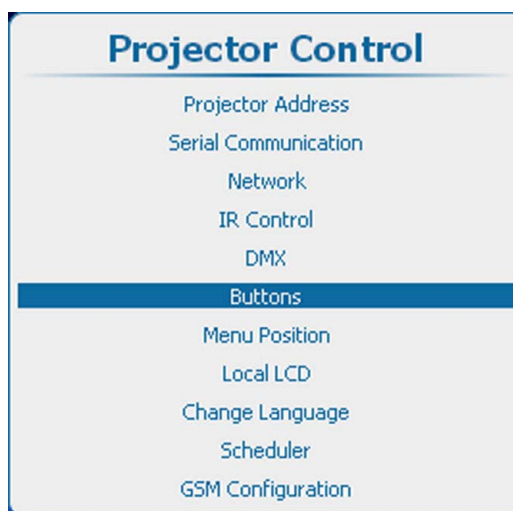 Projector Control
Projector Address
Serial Communication
Network
IR Control
DMX
Buttons
Menu Position
Local LCD
Change Language
Scheduler
GSM Configuration